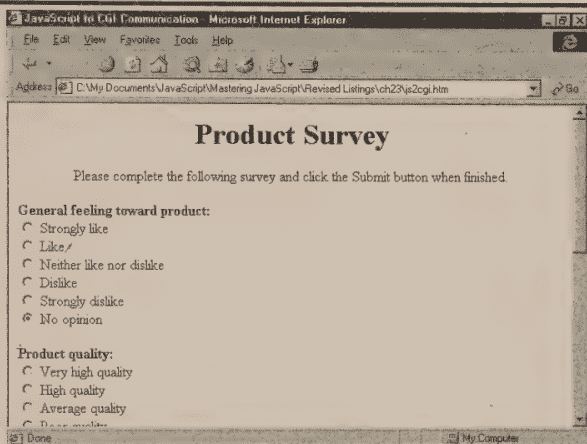 JavaScript to CGI Communication - Microsoft Internet Explorer
File Edit View Favorites Tools Help
Address C:\My Documents\JavaScript\Mastering JavaScript\Revised Listings\ch23\js2cgi.htm Go
Product Survey
Please complete the following survey and click the Submit button when finished.
General feeling toward product:
Strongly like
Like
Neither like nor dislike
Dislike
Strongly dislike
No opinion
Product quality:
Very high quality
High quality
Average quality
Poor quality
Done My Computer